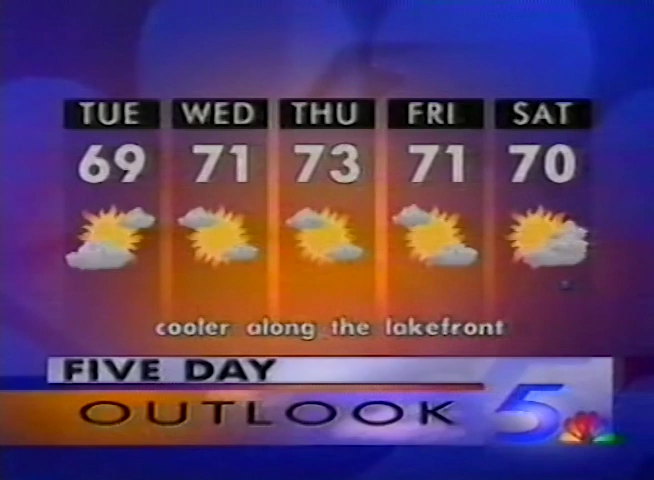 TUE WED THU FRI SAT
69 71 73 71 70
cooler along the lakefront
FIVE DAY
OUTLOOK 5